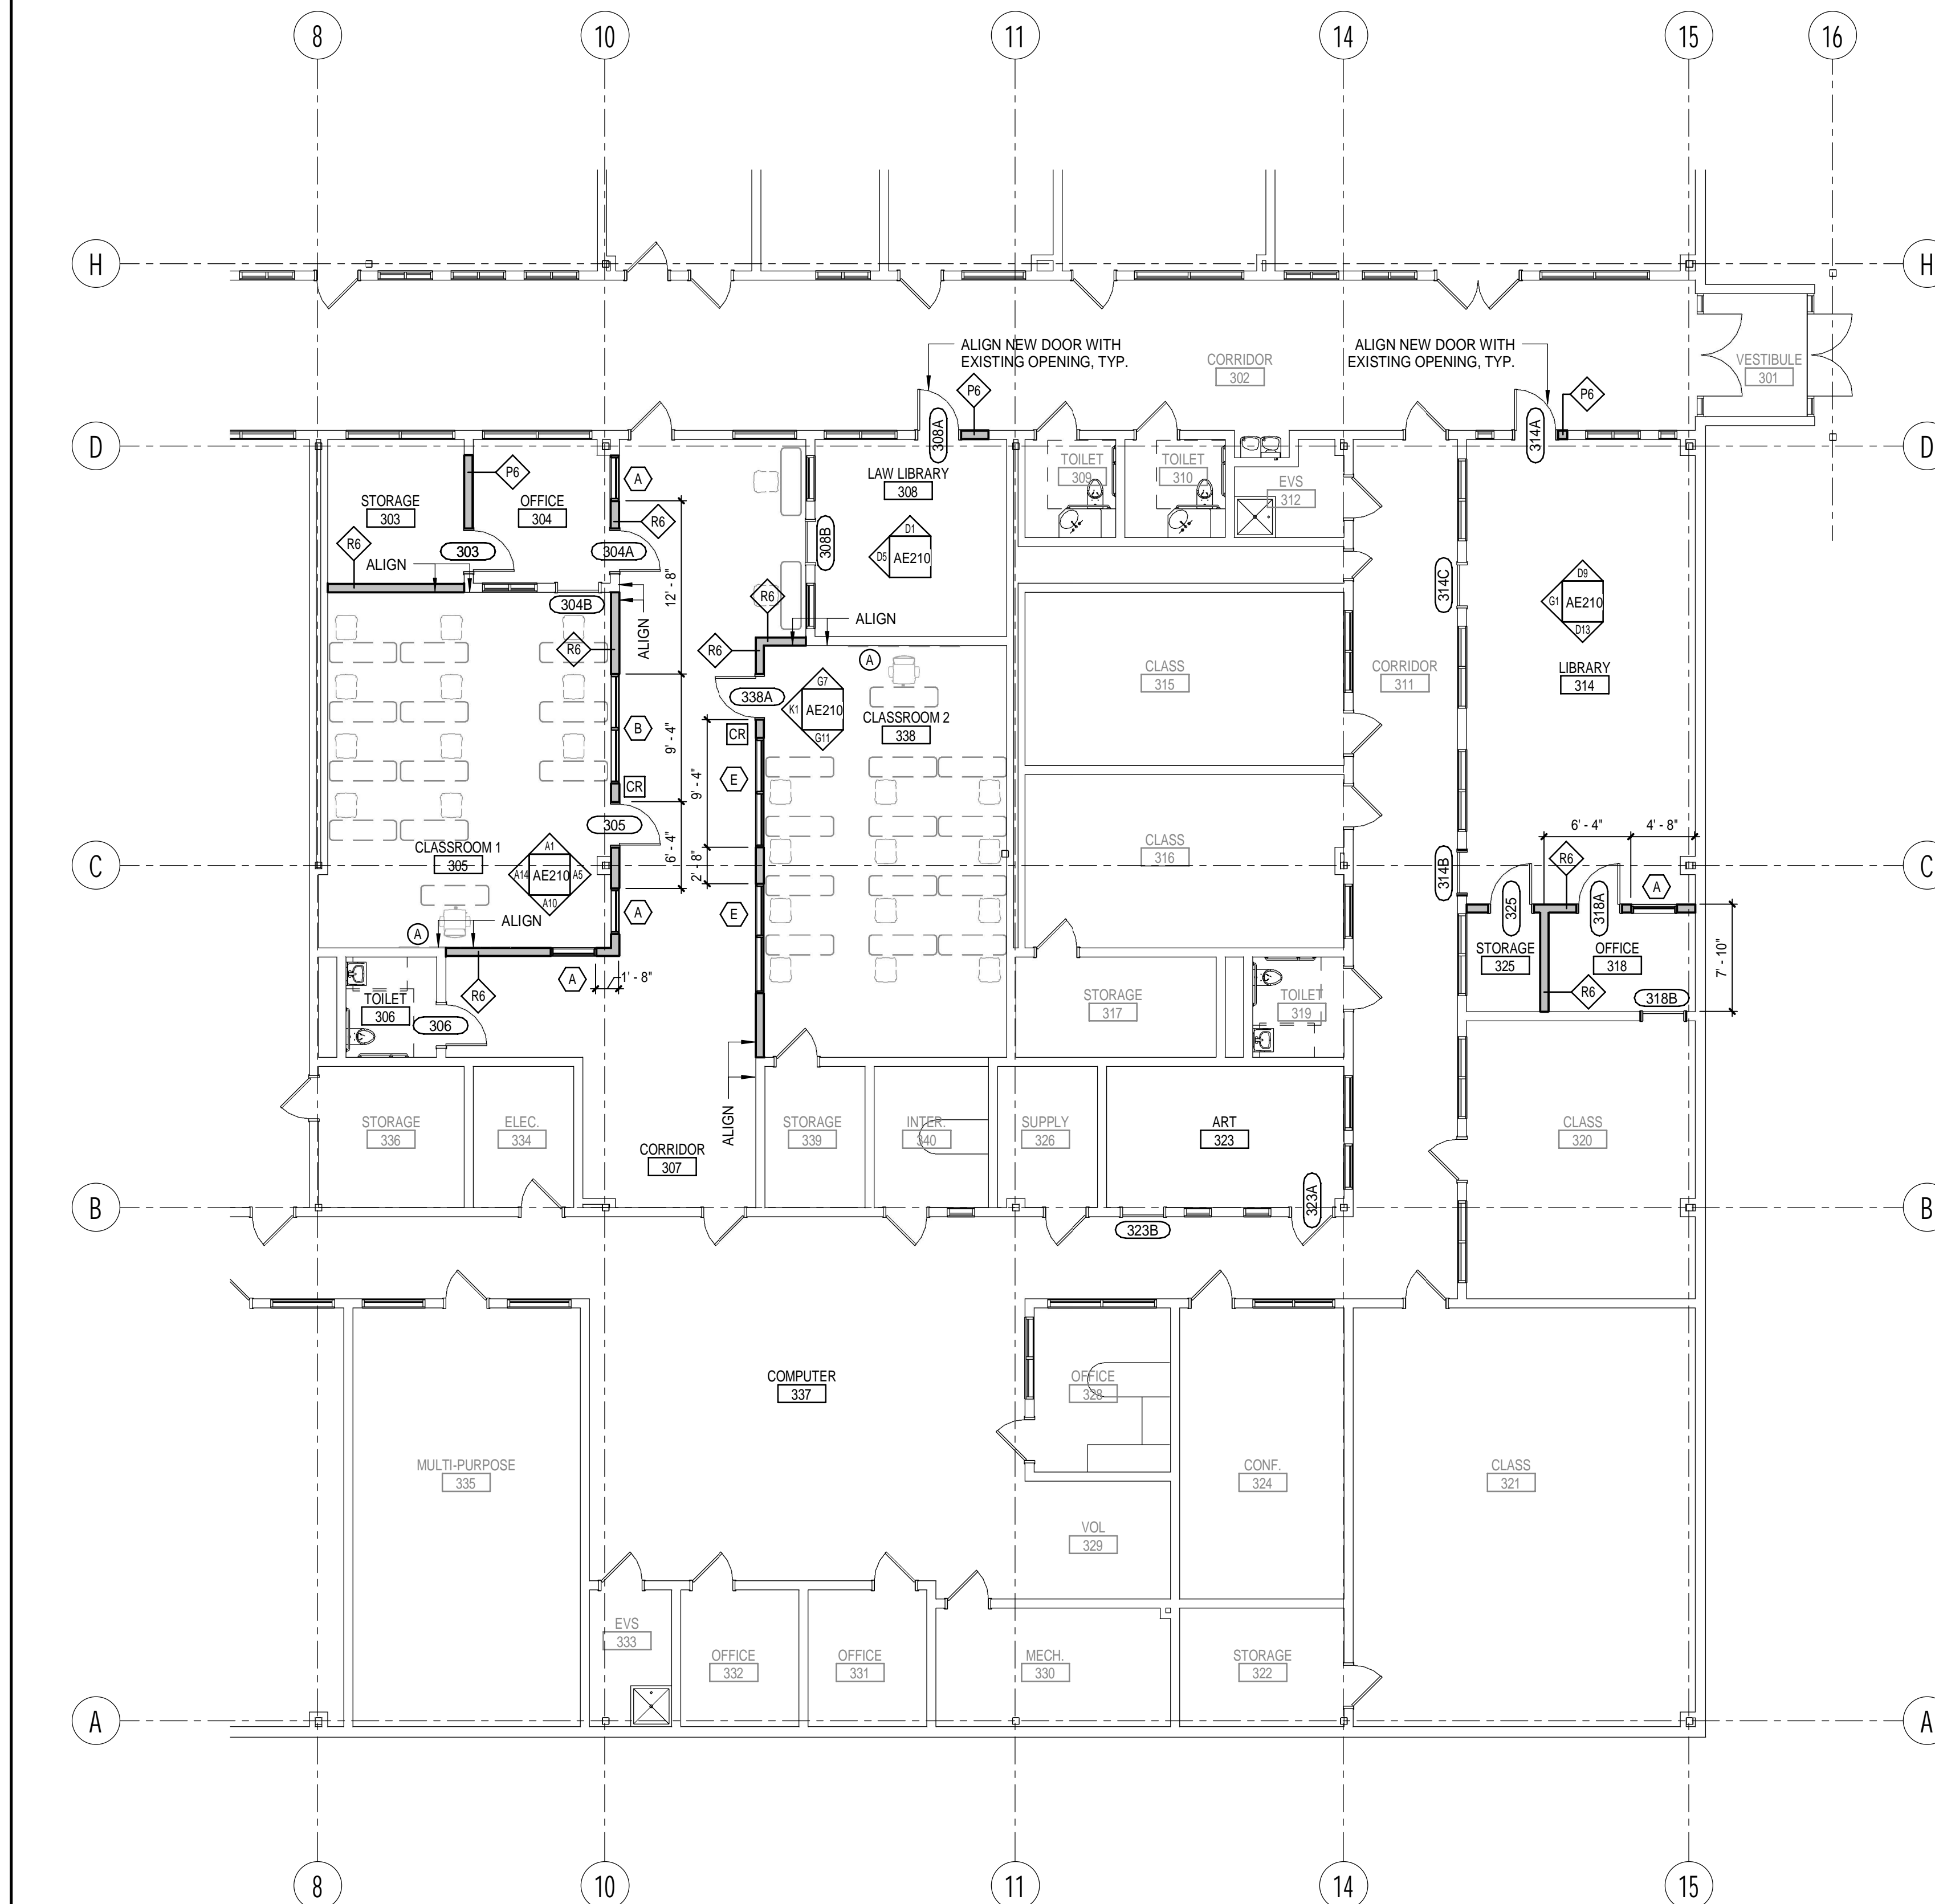 8
10
11
14
15
16
H
H
ALIGN NEW DOOR WITH
EXISTING OPENING, TYP.
ALIGN NEW DOOR WITH
EXISTING OPENING, TYP.
CORRIDOR
302
VESTIBULE
301
P6
P6
308A
314A
D
D
P6
A
STORAGE
303
OFFICE
304
R6
R6
ALIGN
303
304A
12' - 8"
304B
R6
ALIGN
LAW LIBRARY
308
308B
D1
D5
AE210
TOILET
309
TOILET
310
EVS
312
R6
ALIGN
R6
A
314C
D9
G1
AE210
D13
LIBRARY
314
CLASS
315
CORRIDOR
311
338A
G7
K1
AE210
G11
CLASSROOM 2
338
B
9' - 4"
CR
CR
E
9' - 4"
305
6' - 4"
CLASSROOM 1
305
A1
A14
AE210
A5
A10
C
C
2' - 8"
CLASS
316
314B
6' - 4"
4' - 8"
R6
A
325
318A
A
E
A
ALIGN
STORAGE
325
OFFICE
318
7' - 10"
R6
318B
R6
A
1' - 8"
TOILET
306
306
STORAGE
317
TOILET
319
STORAGE
336
ELEC.
334
CORRIDOR
307
ALIGN
STORAGE
339
INTER.
340
SUPPLY
326
ART
323
CLASS
320
B
B
323A
323B
COMPUTER
337
OFFICE
328
MULTI-PURPOSE
335
CONF.
324
CLASS
321
VOL
329
EVS
333
OFFICE
332
OFFICE
331
MECH.
330
STORAGE
322
A
A
8
10
11
14
15